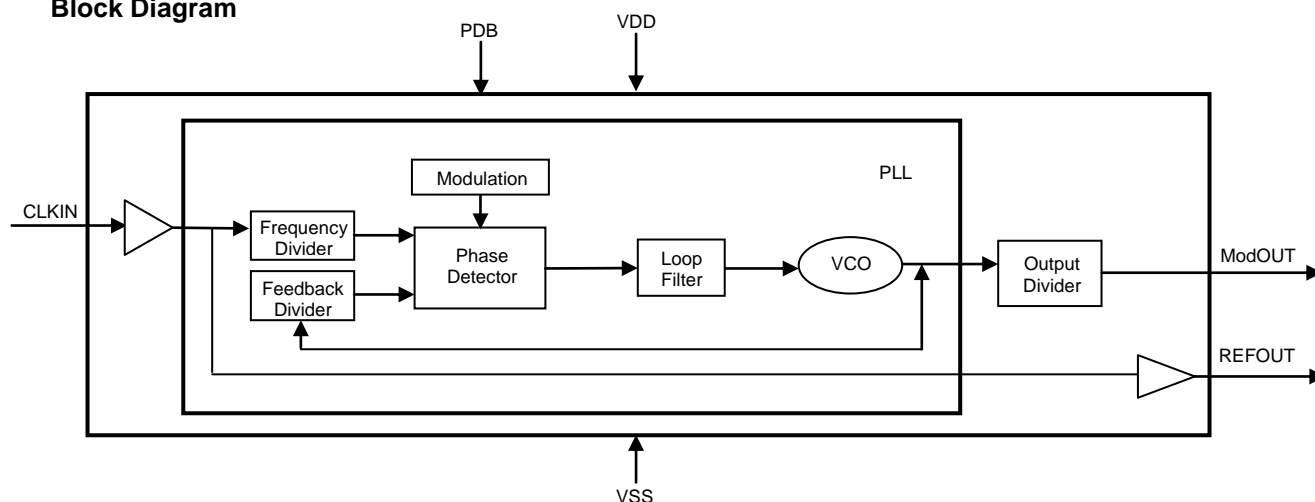 Block Diagram
PDB
VDD
CLKIN
Modulation
PLL
Frequency
Divider
Phase
Detector
Loop
Filter
VCO
Output
Divider
ModOUT
Feedback
Divider
REFOUT
VSS